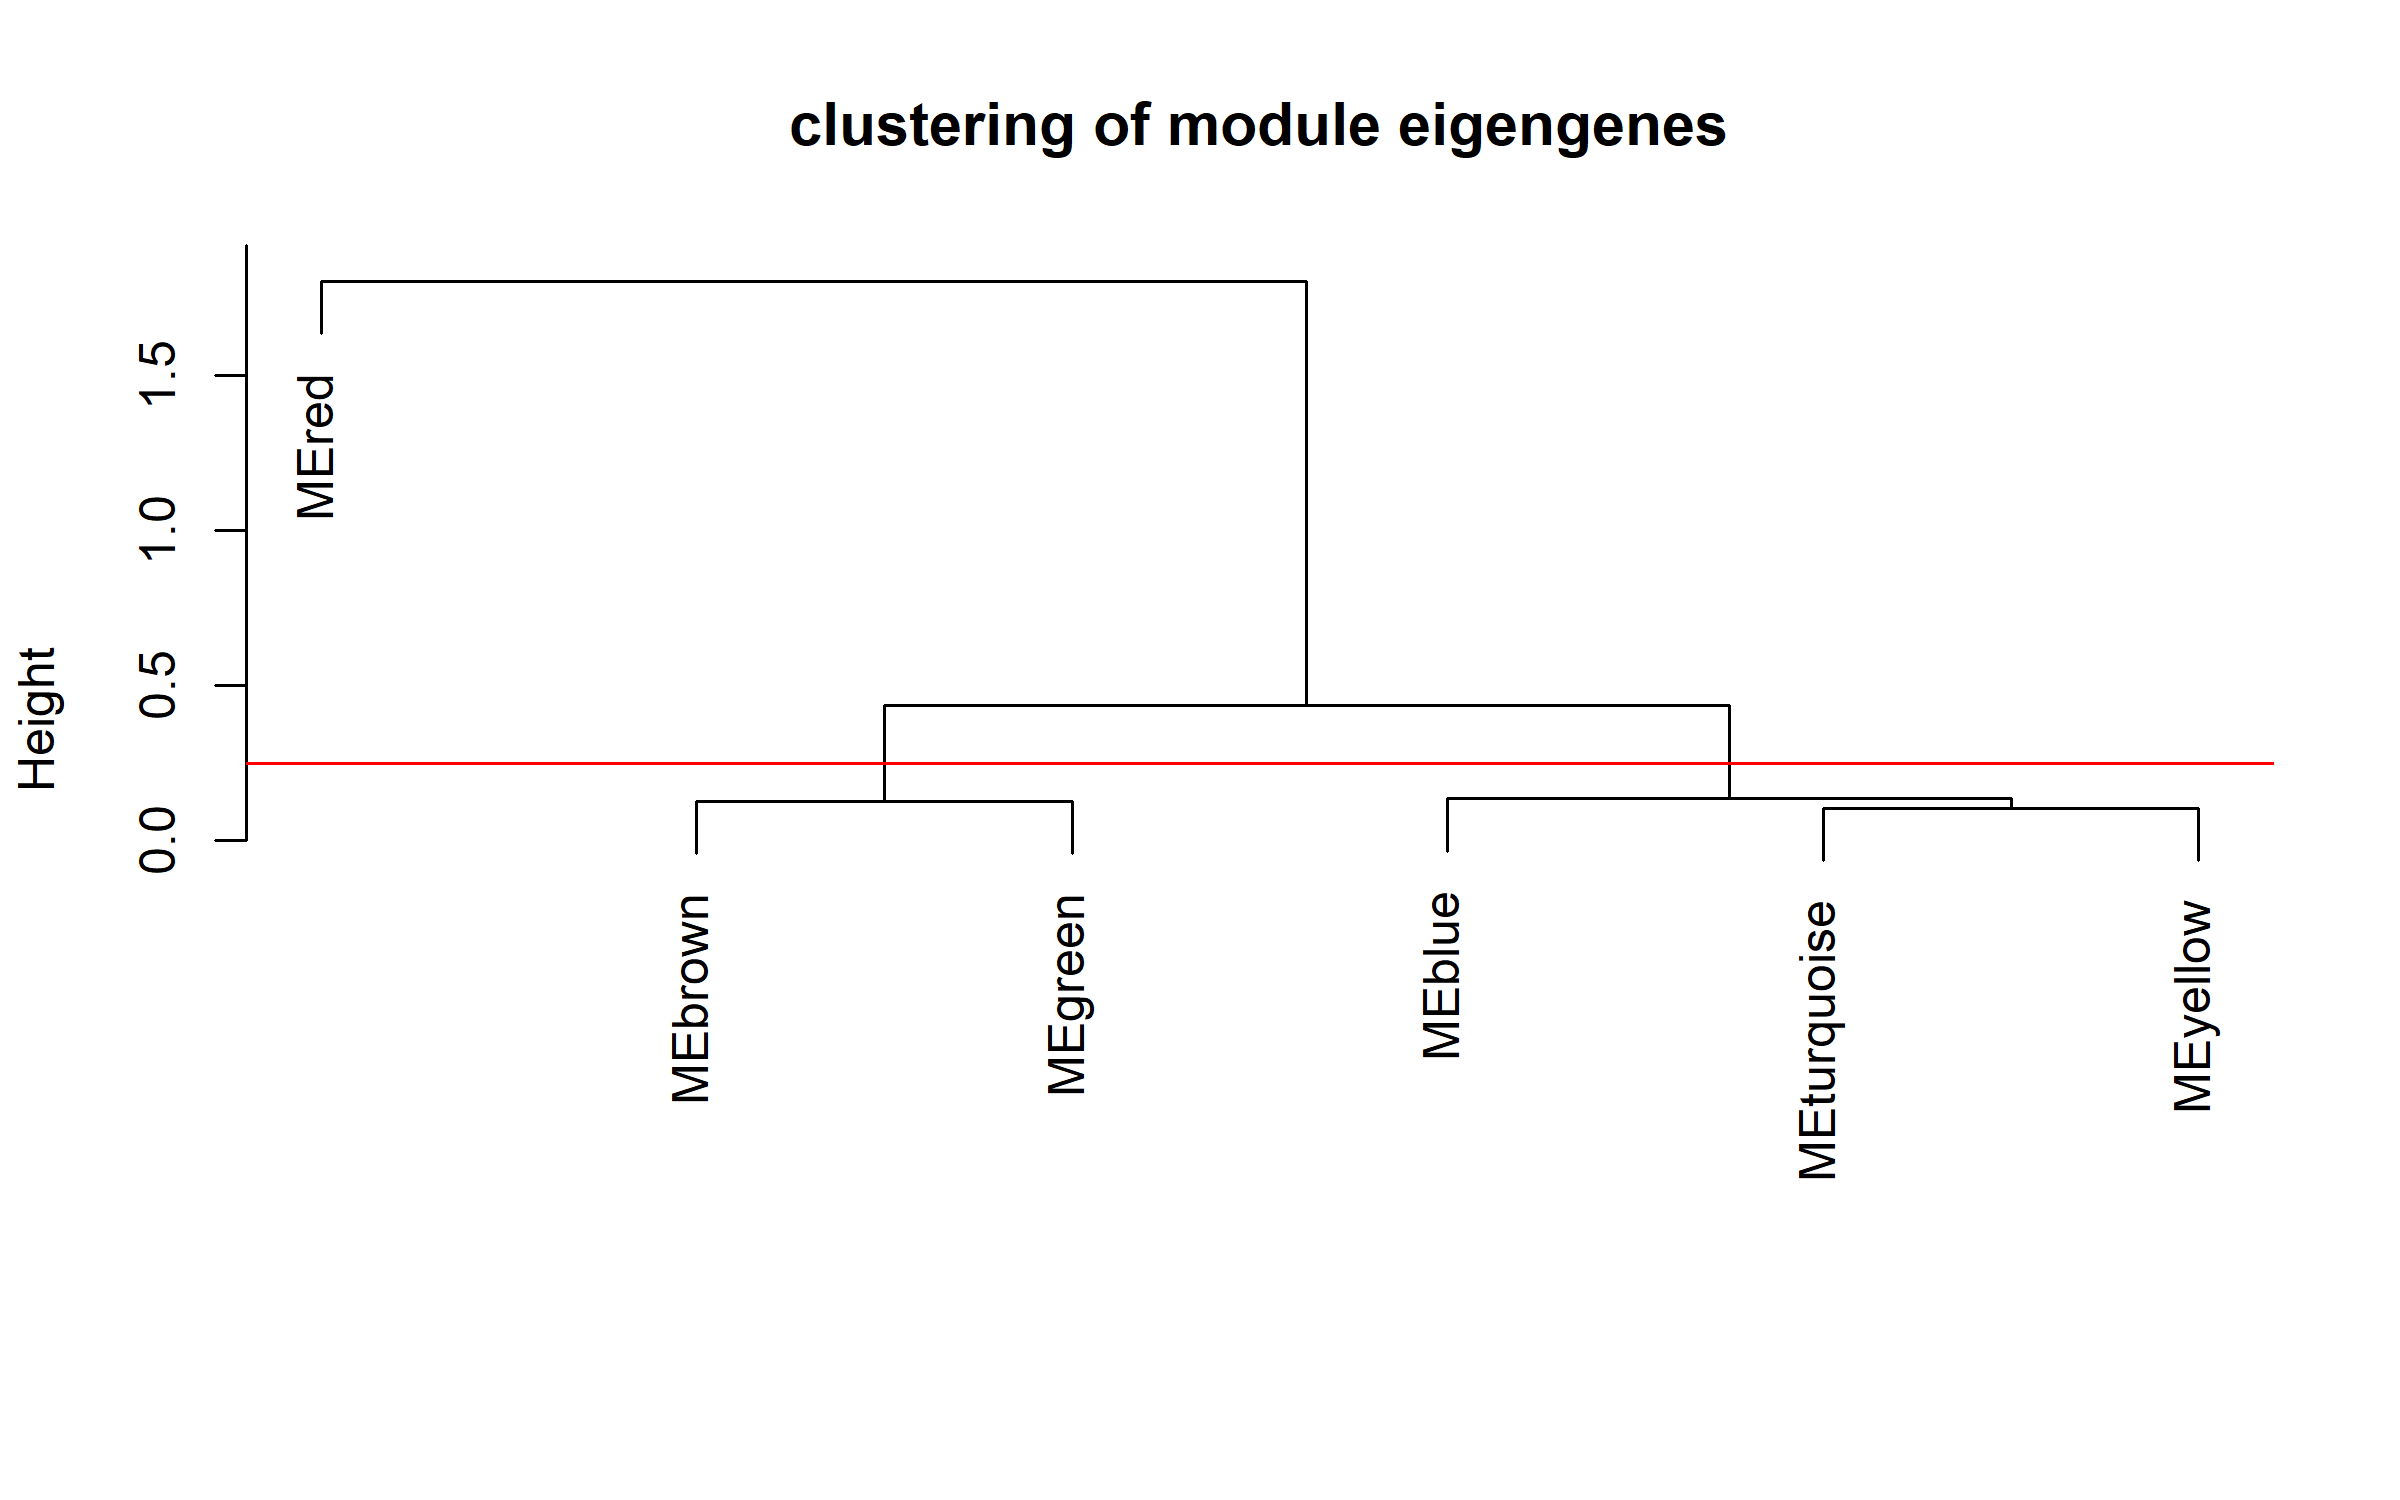 clustering of module eigengenes
Height
1.5
1.0
0.5
0.0
MEred
MEbrown
MEgreen
MEblue
MEturquoise
MEyellow